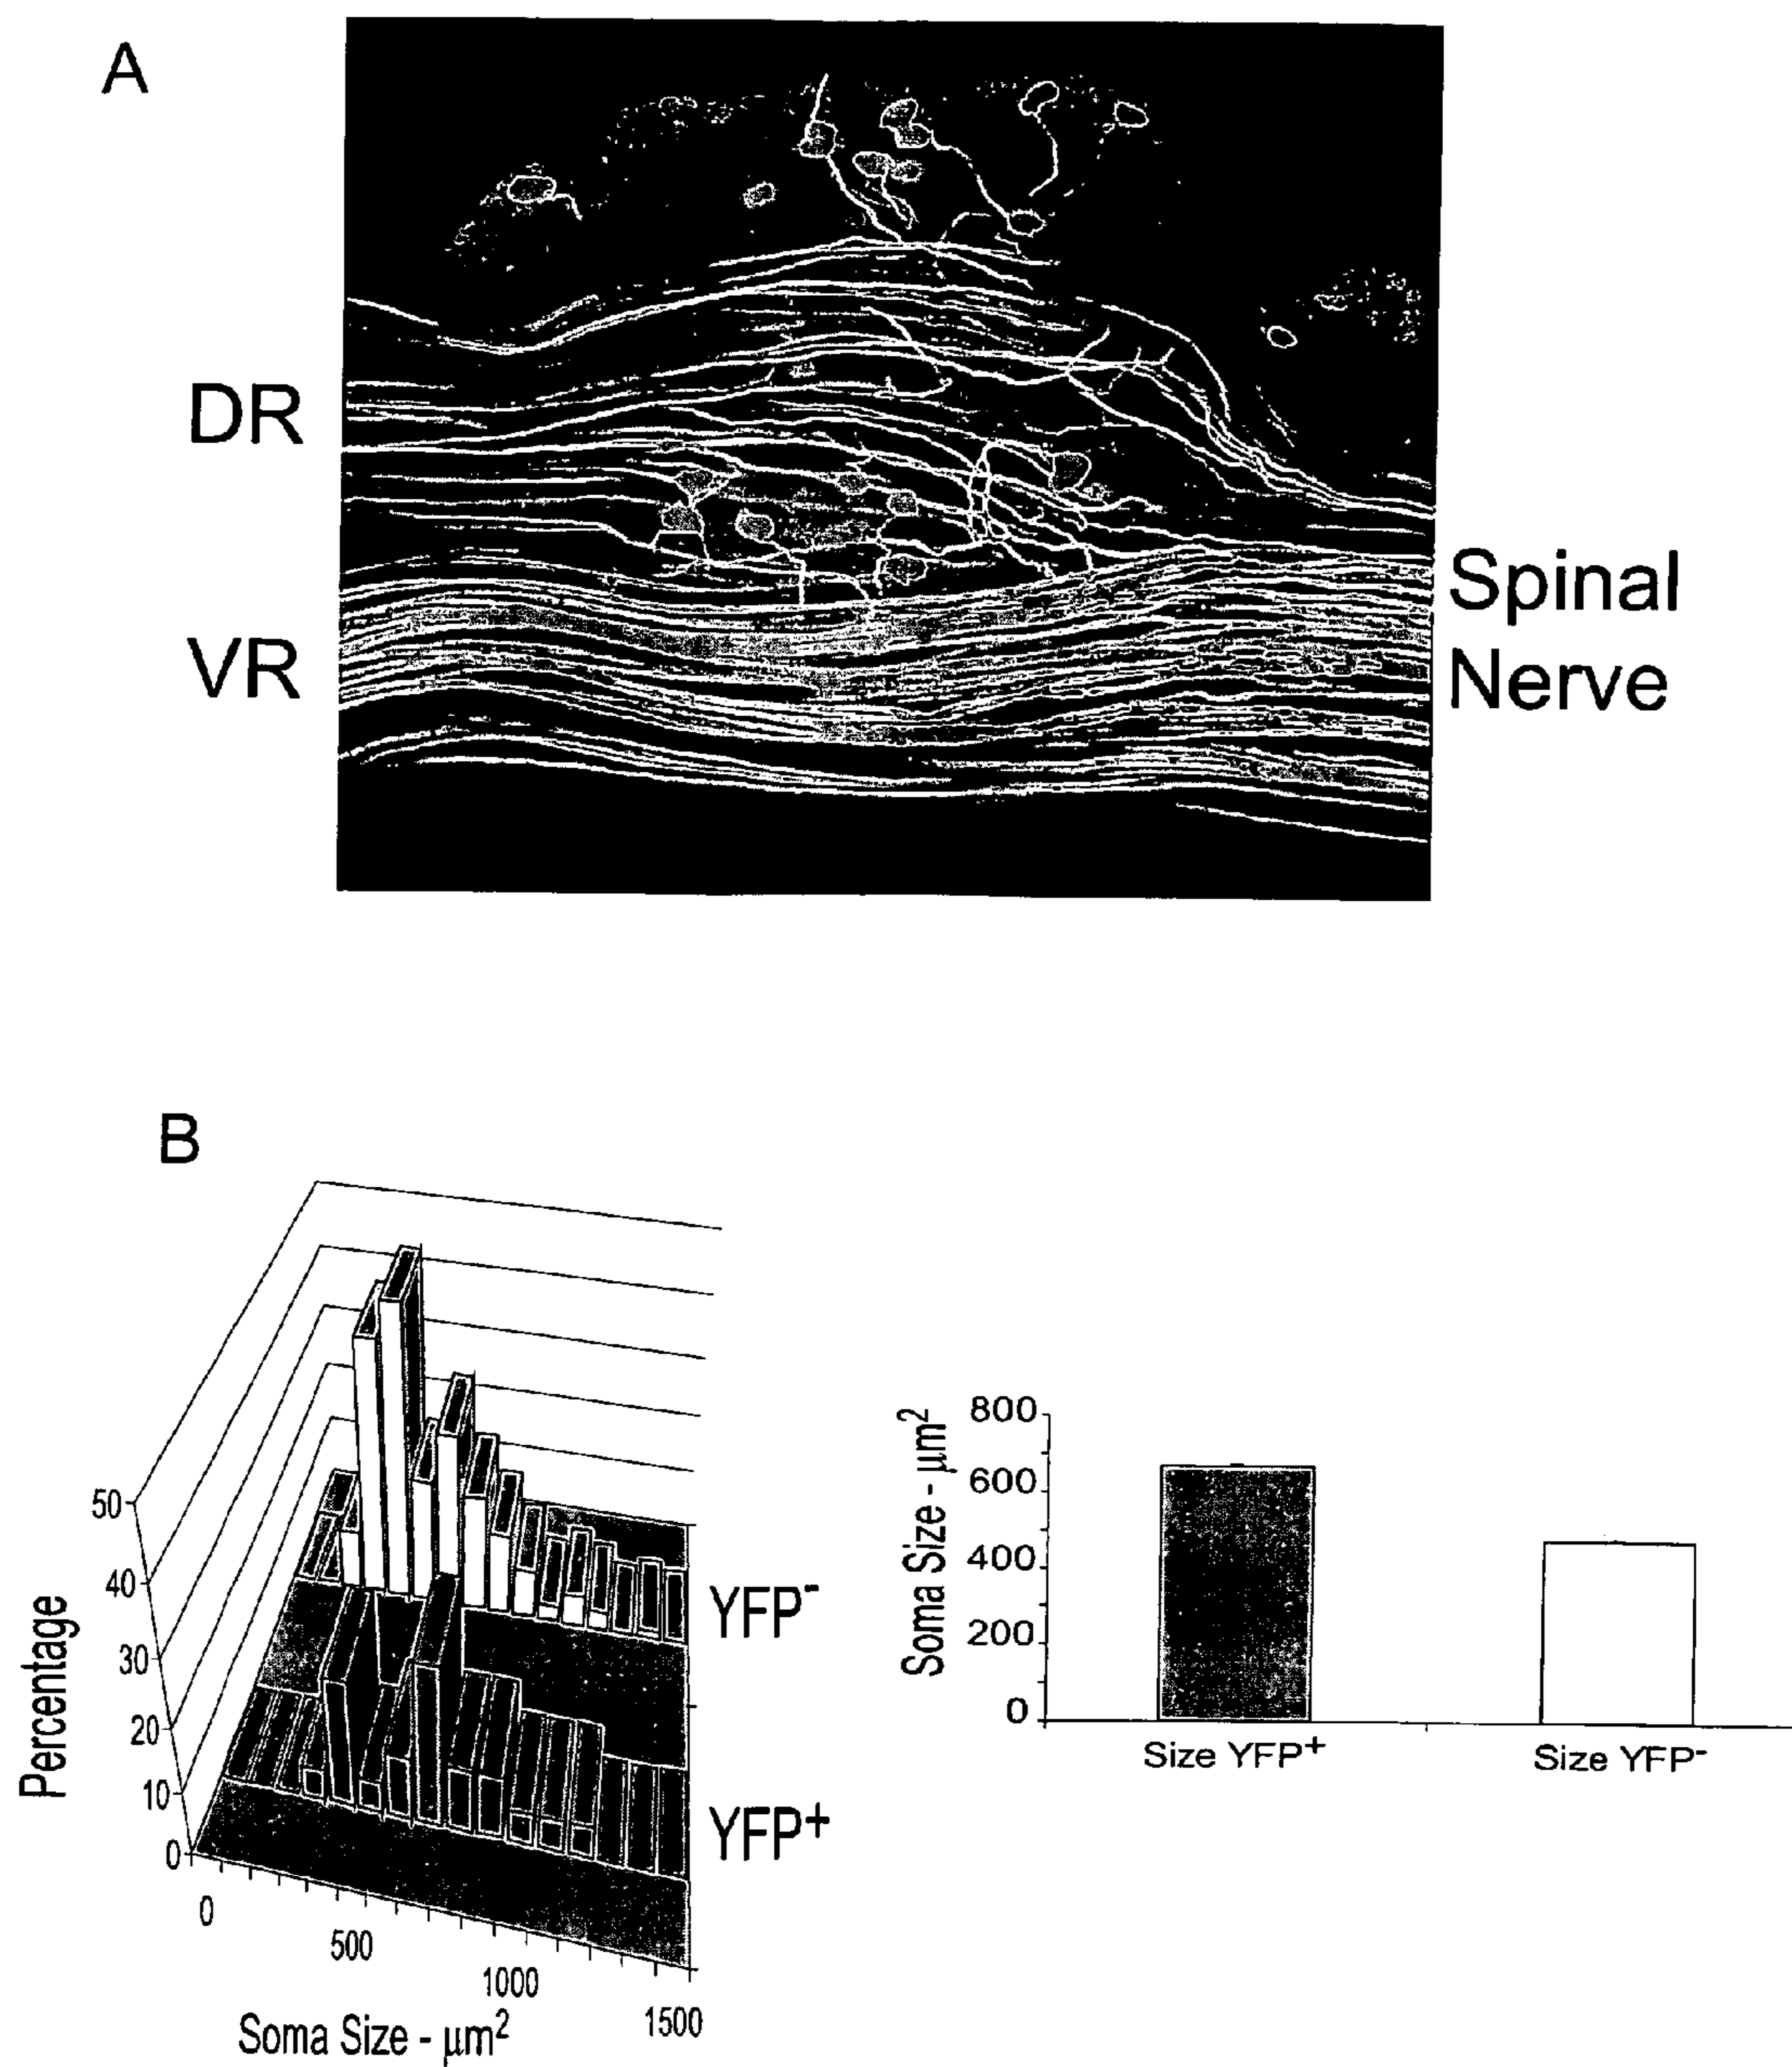 A
DR
VR
Spinal
Nerve
B
50
40
30
20
10
0
Percentage
0
500
1000
1500
Soma Size - μm²
YFP⁻
YFP⁺
Soma Size - μm²
800
600
400
200
0
Size YFP⁺
Size YFP⁻